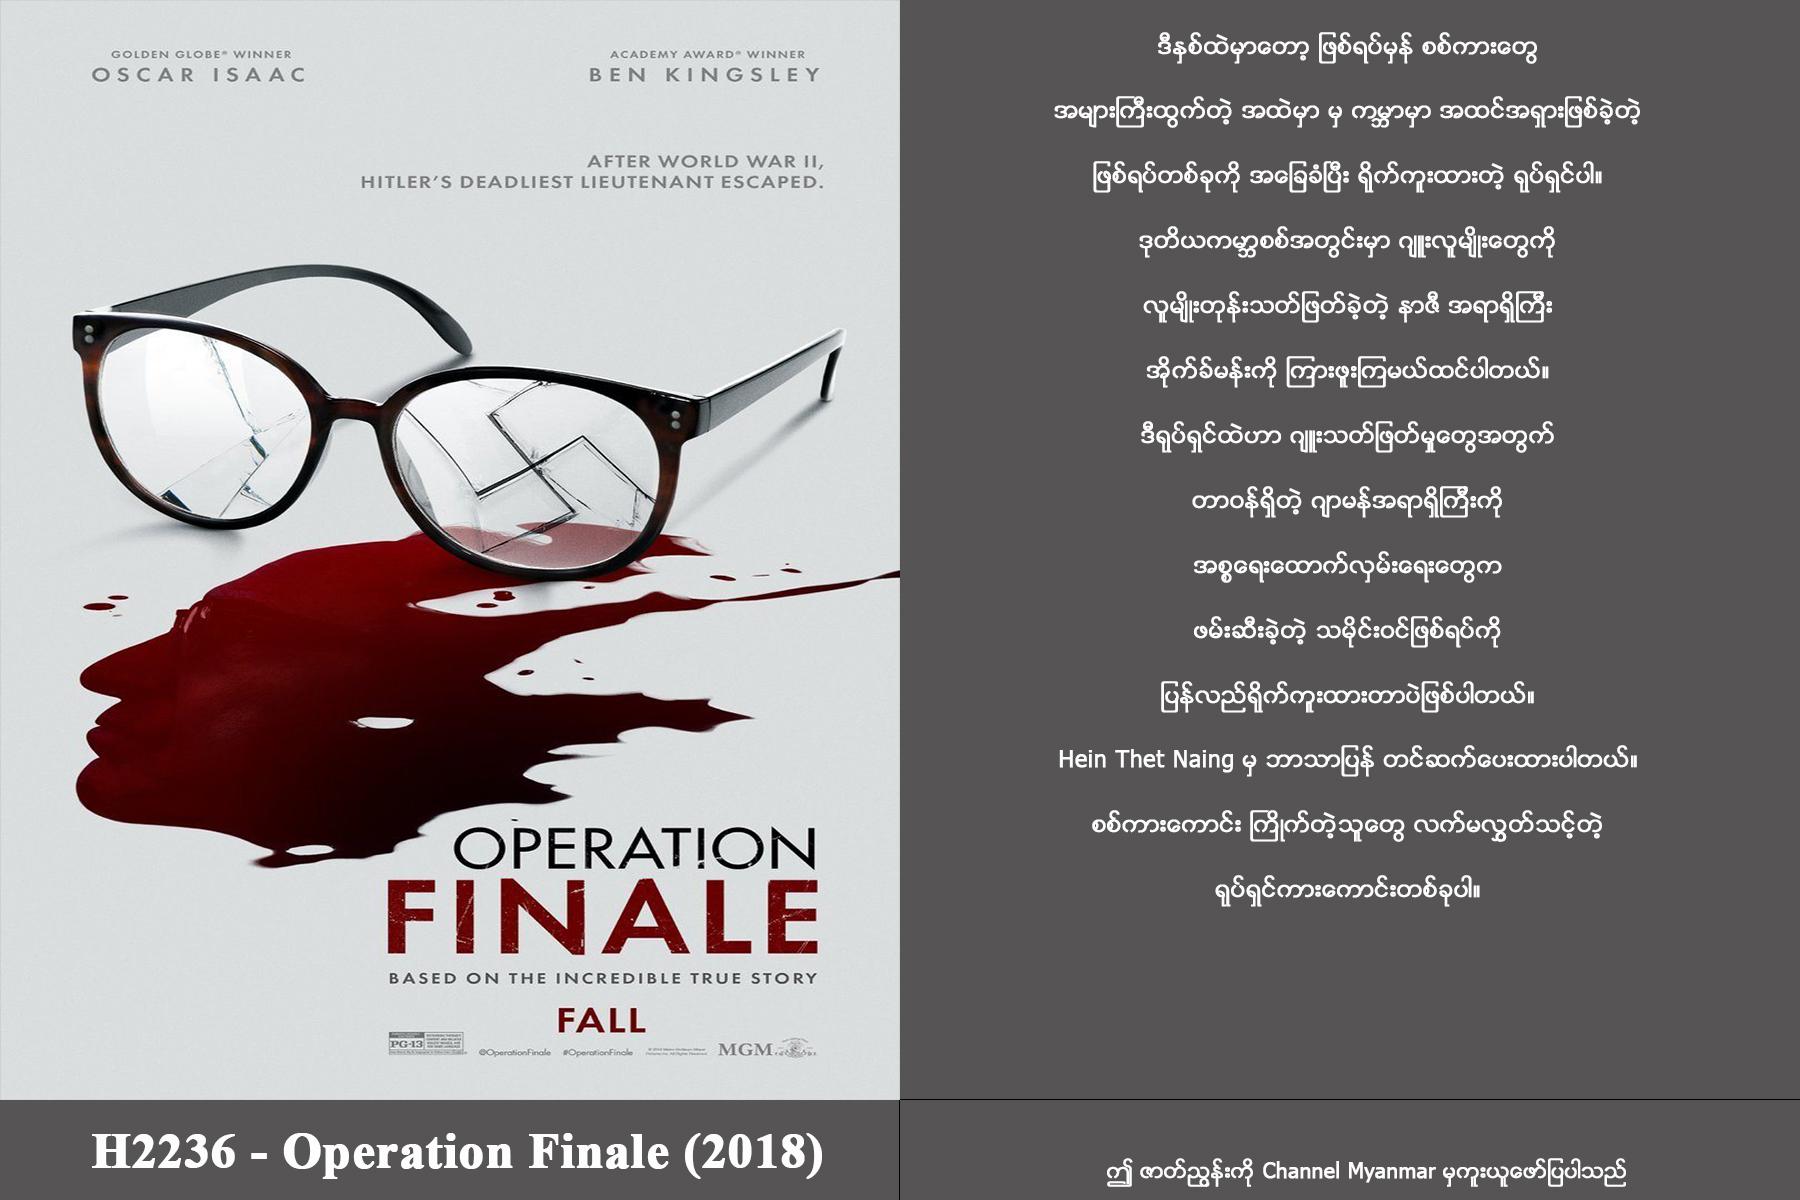 GOLDEN GLOBE® WINNER
OSCAR ISAAC
ACADEMY AWARD® WINNER
BEN KINGSLEY
AFTER WORLD WAR II,
HITLER'S DEADLIEST LIEUTENANT ESCAPED.
OPERATION
FINALE
BASED ON THE INCREDIBLE TRUE STORY
FALL
PG-13
@OperationFinale #OperationFinale
MGM
H2236 - Operation Finale (2018)
ဒီနှစ်ထဲမှာတော့ ဖြစ်ရပ်မှန် စစ်ကားတွေ
အများကြီးထွက်တဲ့ အထဲမှာ မှ ကမ္ဘာမှာ အထင်အရှားဖြစ်ခဲ့တဲ့
ဖြစ်ရပ်တစ်ခုကို အခြေခံပြီး ရိုက်ကူးထားတဲ့ ရုပ်ရှင်ပါ။
ဒုတိယကမ္ဘာစစ်အတွင်းမှာ ဂျူးလူမျိုးတွေကို
လူမျိုးတုန်းသတ်ဖြတ်ခဲ့တဲ့ နာဇီ အရာရှိကြီး
အိုက်ခ်မန်းကို ကြားဖူးကြမယ်ထင်ပါတယ်။
ဒီရုပ်ရှင်ထဲဟာ ဂျူးသတ်ဖြတ်မှုတွေအတွက်
တာဝန်ရှိတဲ့ ဂျာမန်အရာရှိကြီးကို
အစ္စရေးထောက်လှမ်းရေးတွေက
ဖမ်းဆီးခဲ့တဲ့ သမိုင်းဝင်ဖြစ်ရပ်ကို
ပြန်လည်ရိုက်ကူးထားတာပဲဖြစ်ပါတယ်။
Hein Thet Naing မှ ဘာသာပြန် တင်ဆက်ပေးထားပါတယ်။
စစ်ကားကောင်း ကြိုက်တဲ့သူတွေ လက်မလွှတ်သင့်တဲ့
ရုပ်ရှင်ကားကောင်းတစ်ခုပါ။
ဤ ဇာတ်ညွှန်းကို Channel Myanmar မှကူးယူဖော်ပြပါသည်